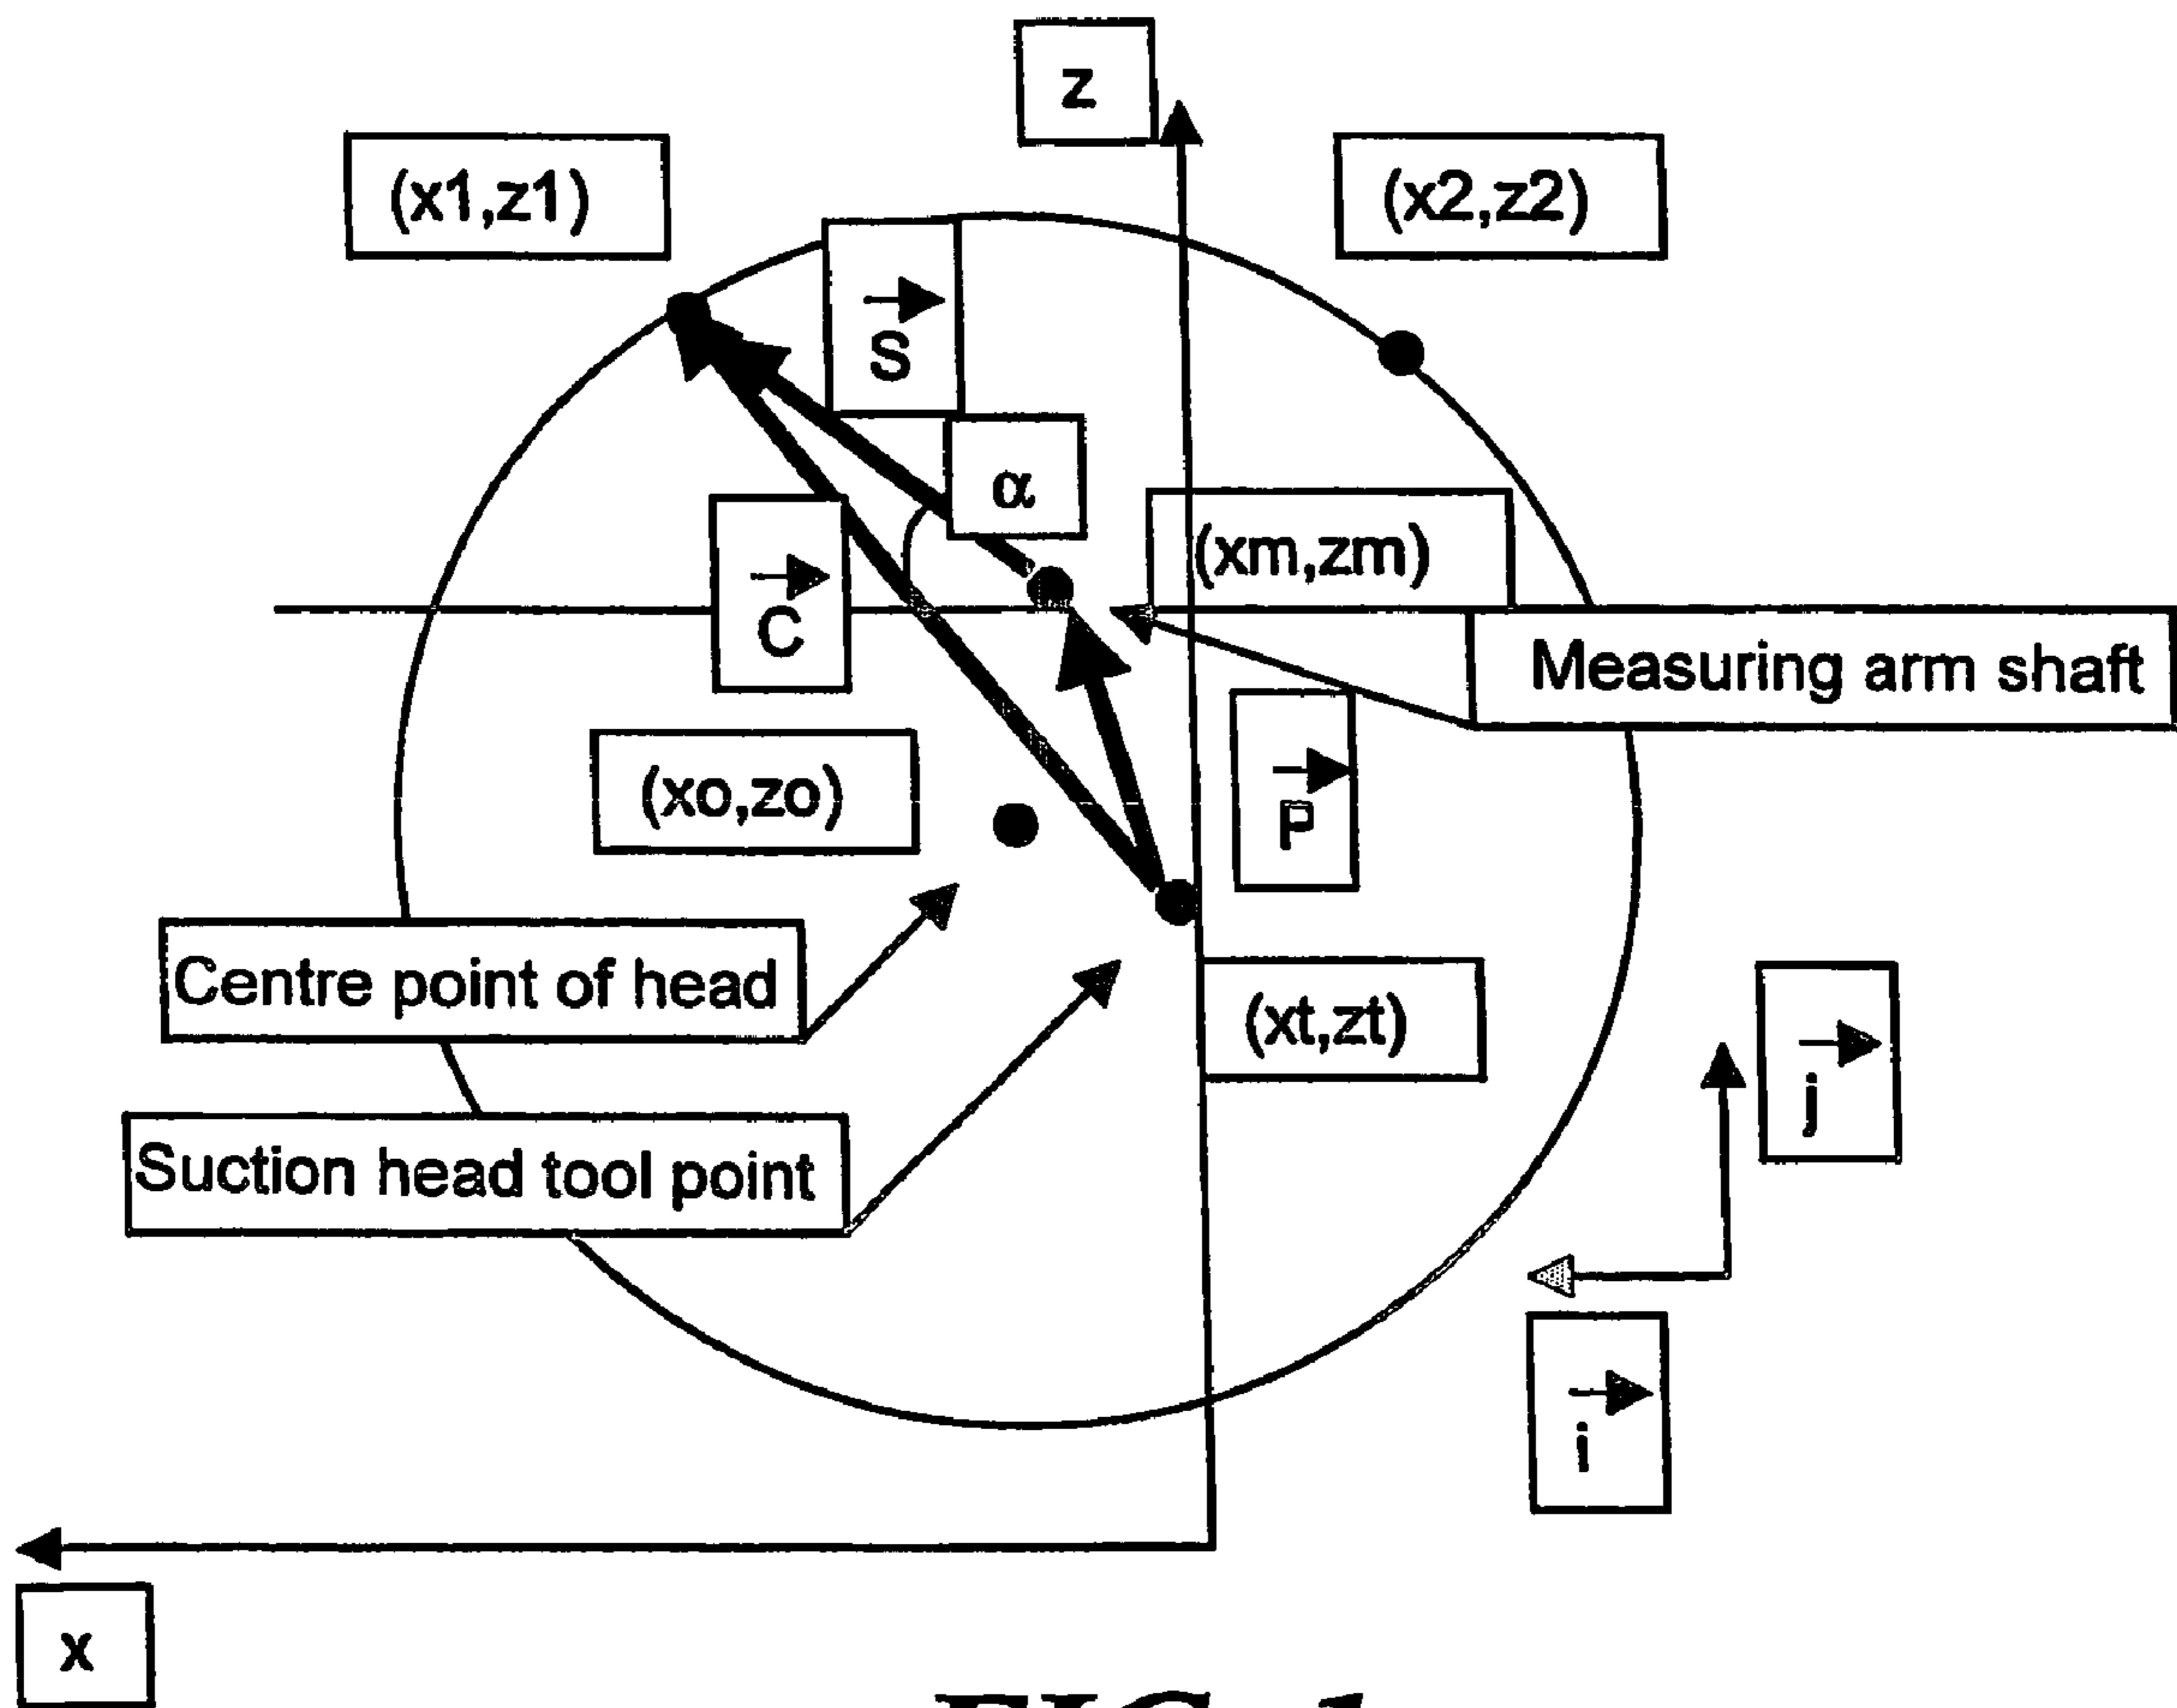 z
(x1,z1)
(x2,z2)
S
α
(xm,zm)
C
Measuring arm shaft
(xo,zo)
P
Centre point of head
(xt,zt)
j
Suction head tool point
i
x